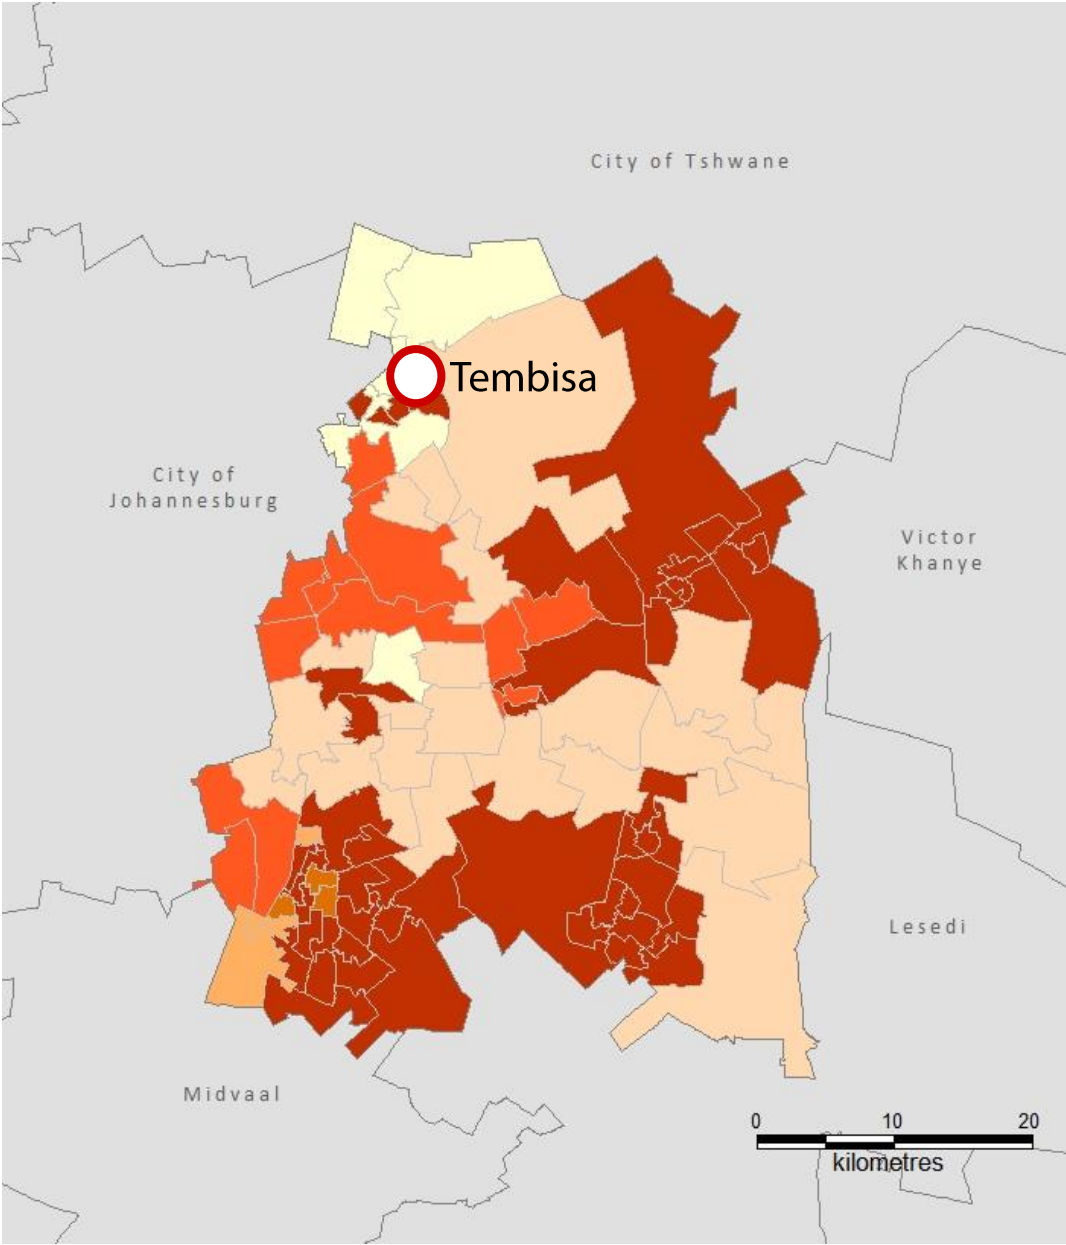 City of Tshwane
Tembisa
City of
Johannesburg
Victor
Khanye
Lesedi
Midvaal
0 10 20
kilometres